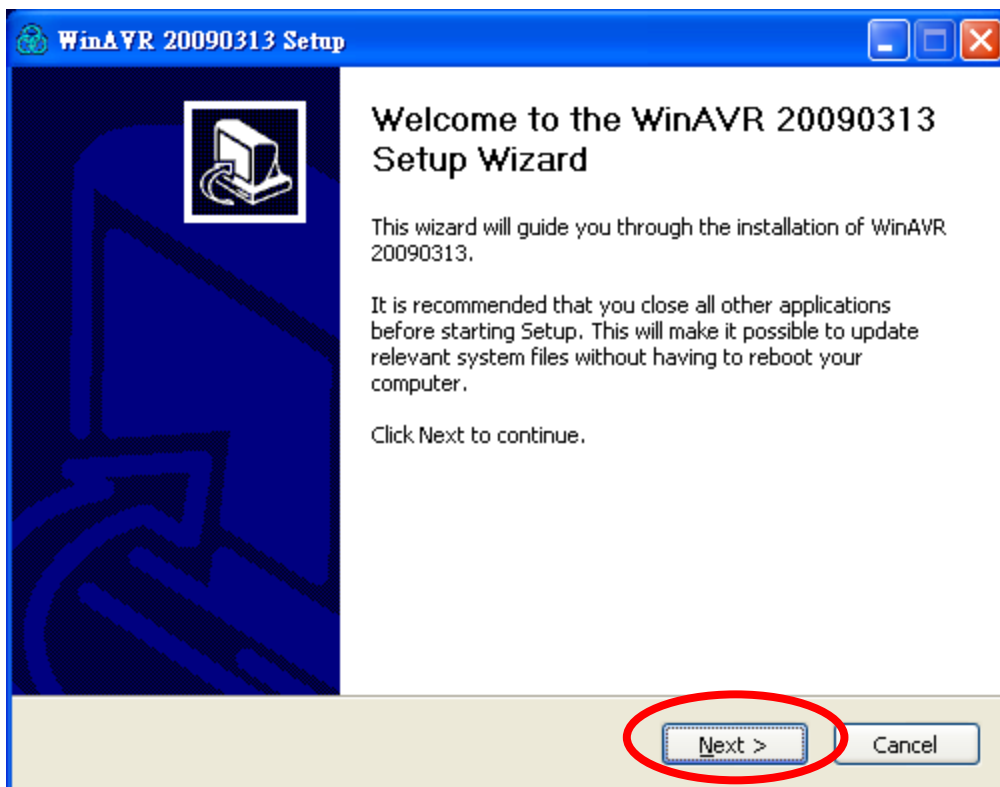 WinAVR 20090313 Setup
Welcome to the WinAVR 20090313
Setup Wizard
This wizard will guide you through the installation of WinAVR
20090313.
It is recommended that you close all other applications
before starting Setup. This will make it possible to update
relevant system files without having to reboot your
computer.
Click Next to continue.
Next >
Cancel